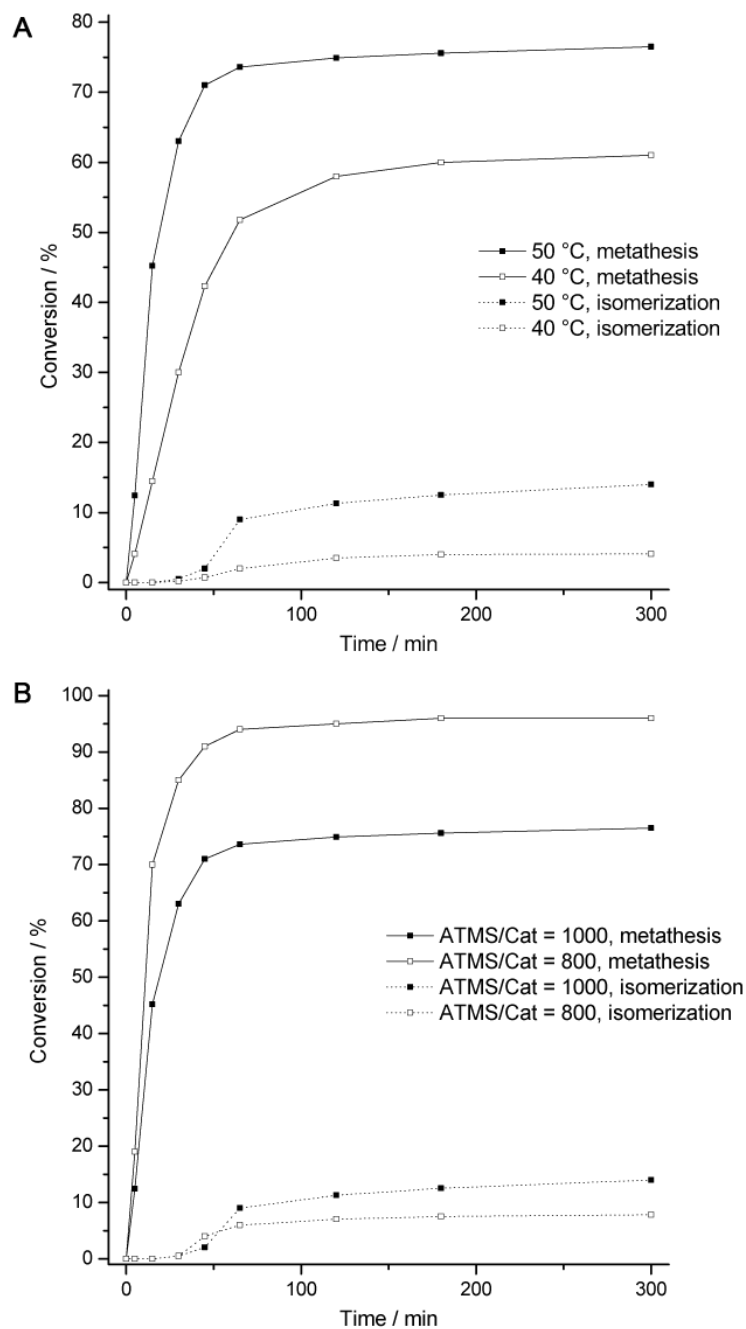 A
80
70
60
50
40
30
20
10
0
Conversion / %
50 °C, metathesis
40 °C, metathesis
50 °C, isomerization
40 °C, isomerization
0 100 200 300
Time / min
B
100
90
80
70
60
50
40
30
20
10
0
Conversion / %
ATMS/Cat = 1000, metathesis
ATMS/Cat = 800, metathesis
ATMS/Cat = 1000, isomerization
ATMS/Cat = 800, isomerization
0 100 200 300
Time / min